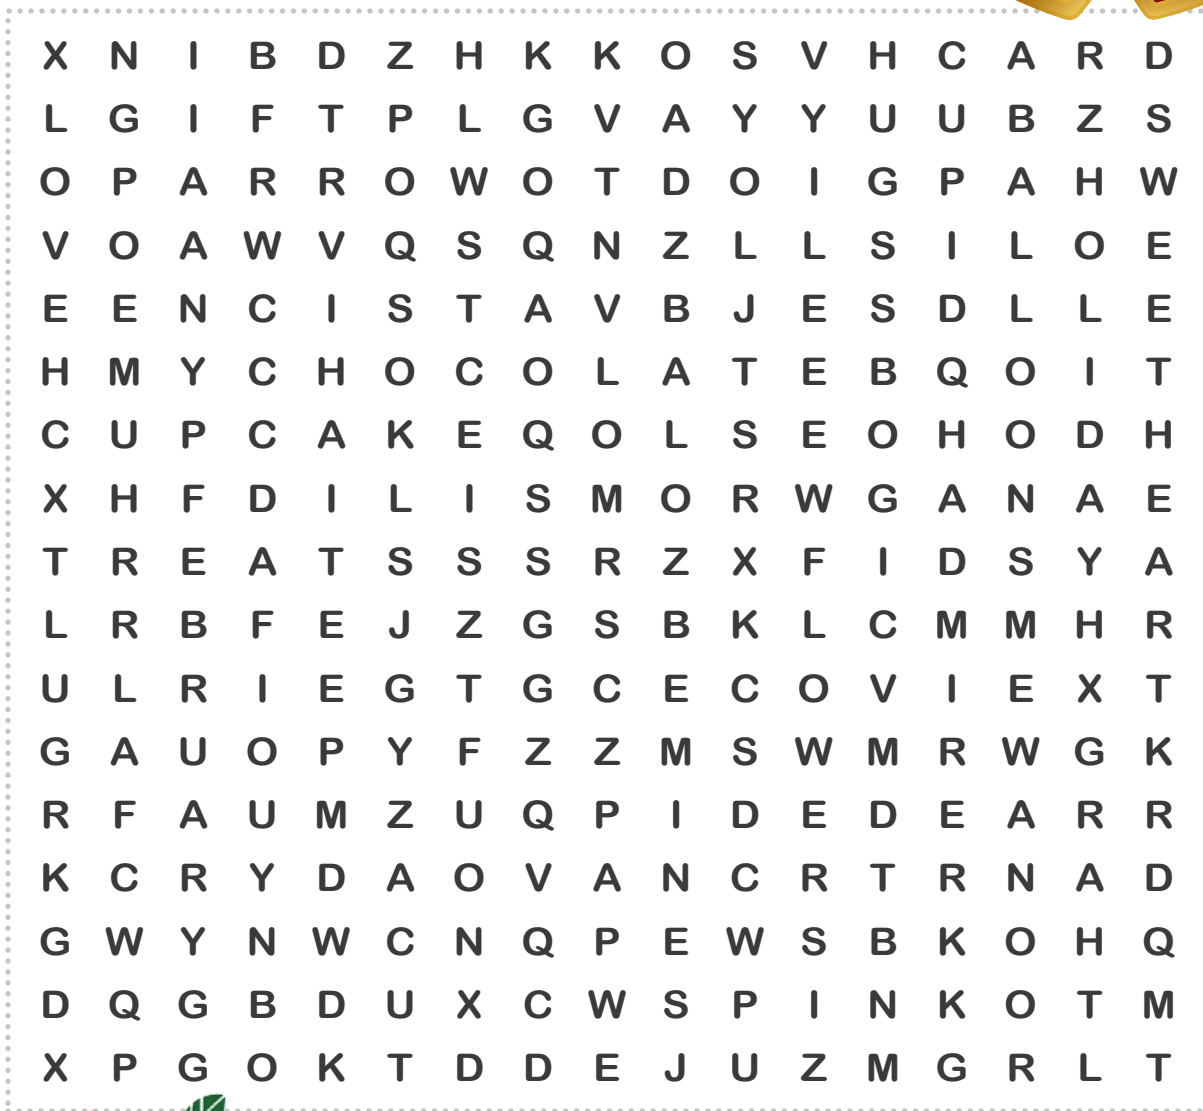 X N I B D Z H K K O S V H C A R D
L G I F T P L G V A Y Y U U B Z S
O P A R R O W O T D O I G P A H W
V O A W V Q S Q N Z L L S I L O E
E E N C I S T A V B J E S D L L E
H M Y C H O C O L A T E B Q O I T
C U P C A K E Q O L S E O H O D H
X H F D I L I S M O R W G A N A E
T R E A T S S S R Z X F I D S Y A
L R B F E J Z G S B K L C M M H R
U L R I E G T G C E C O V I E X T
G A U O P Y F Z Z M S W M R W G K
R F A U M Z U Q P I D E D E A R R
K C R Y D A O V A N C R T R N A D
G W Y N W C N Q P E W S B K O H Q
D Q G B D U X C W S P I N K O T M
X P G O K T D D E J U Z M G R L T